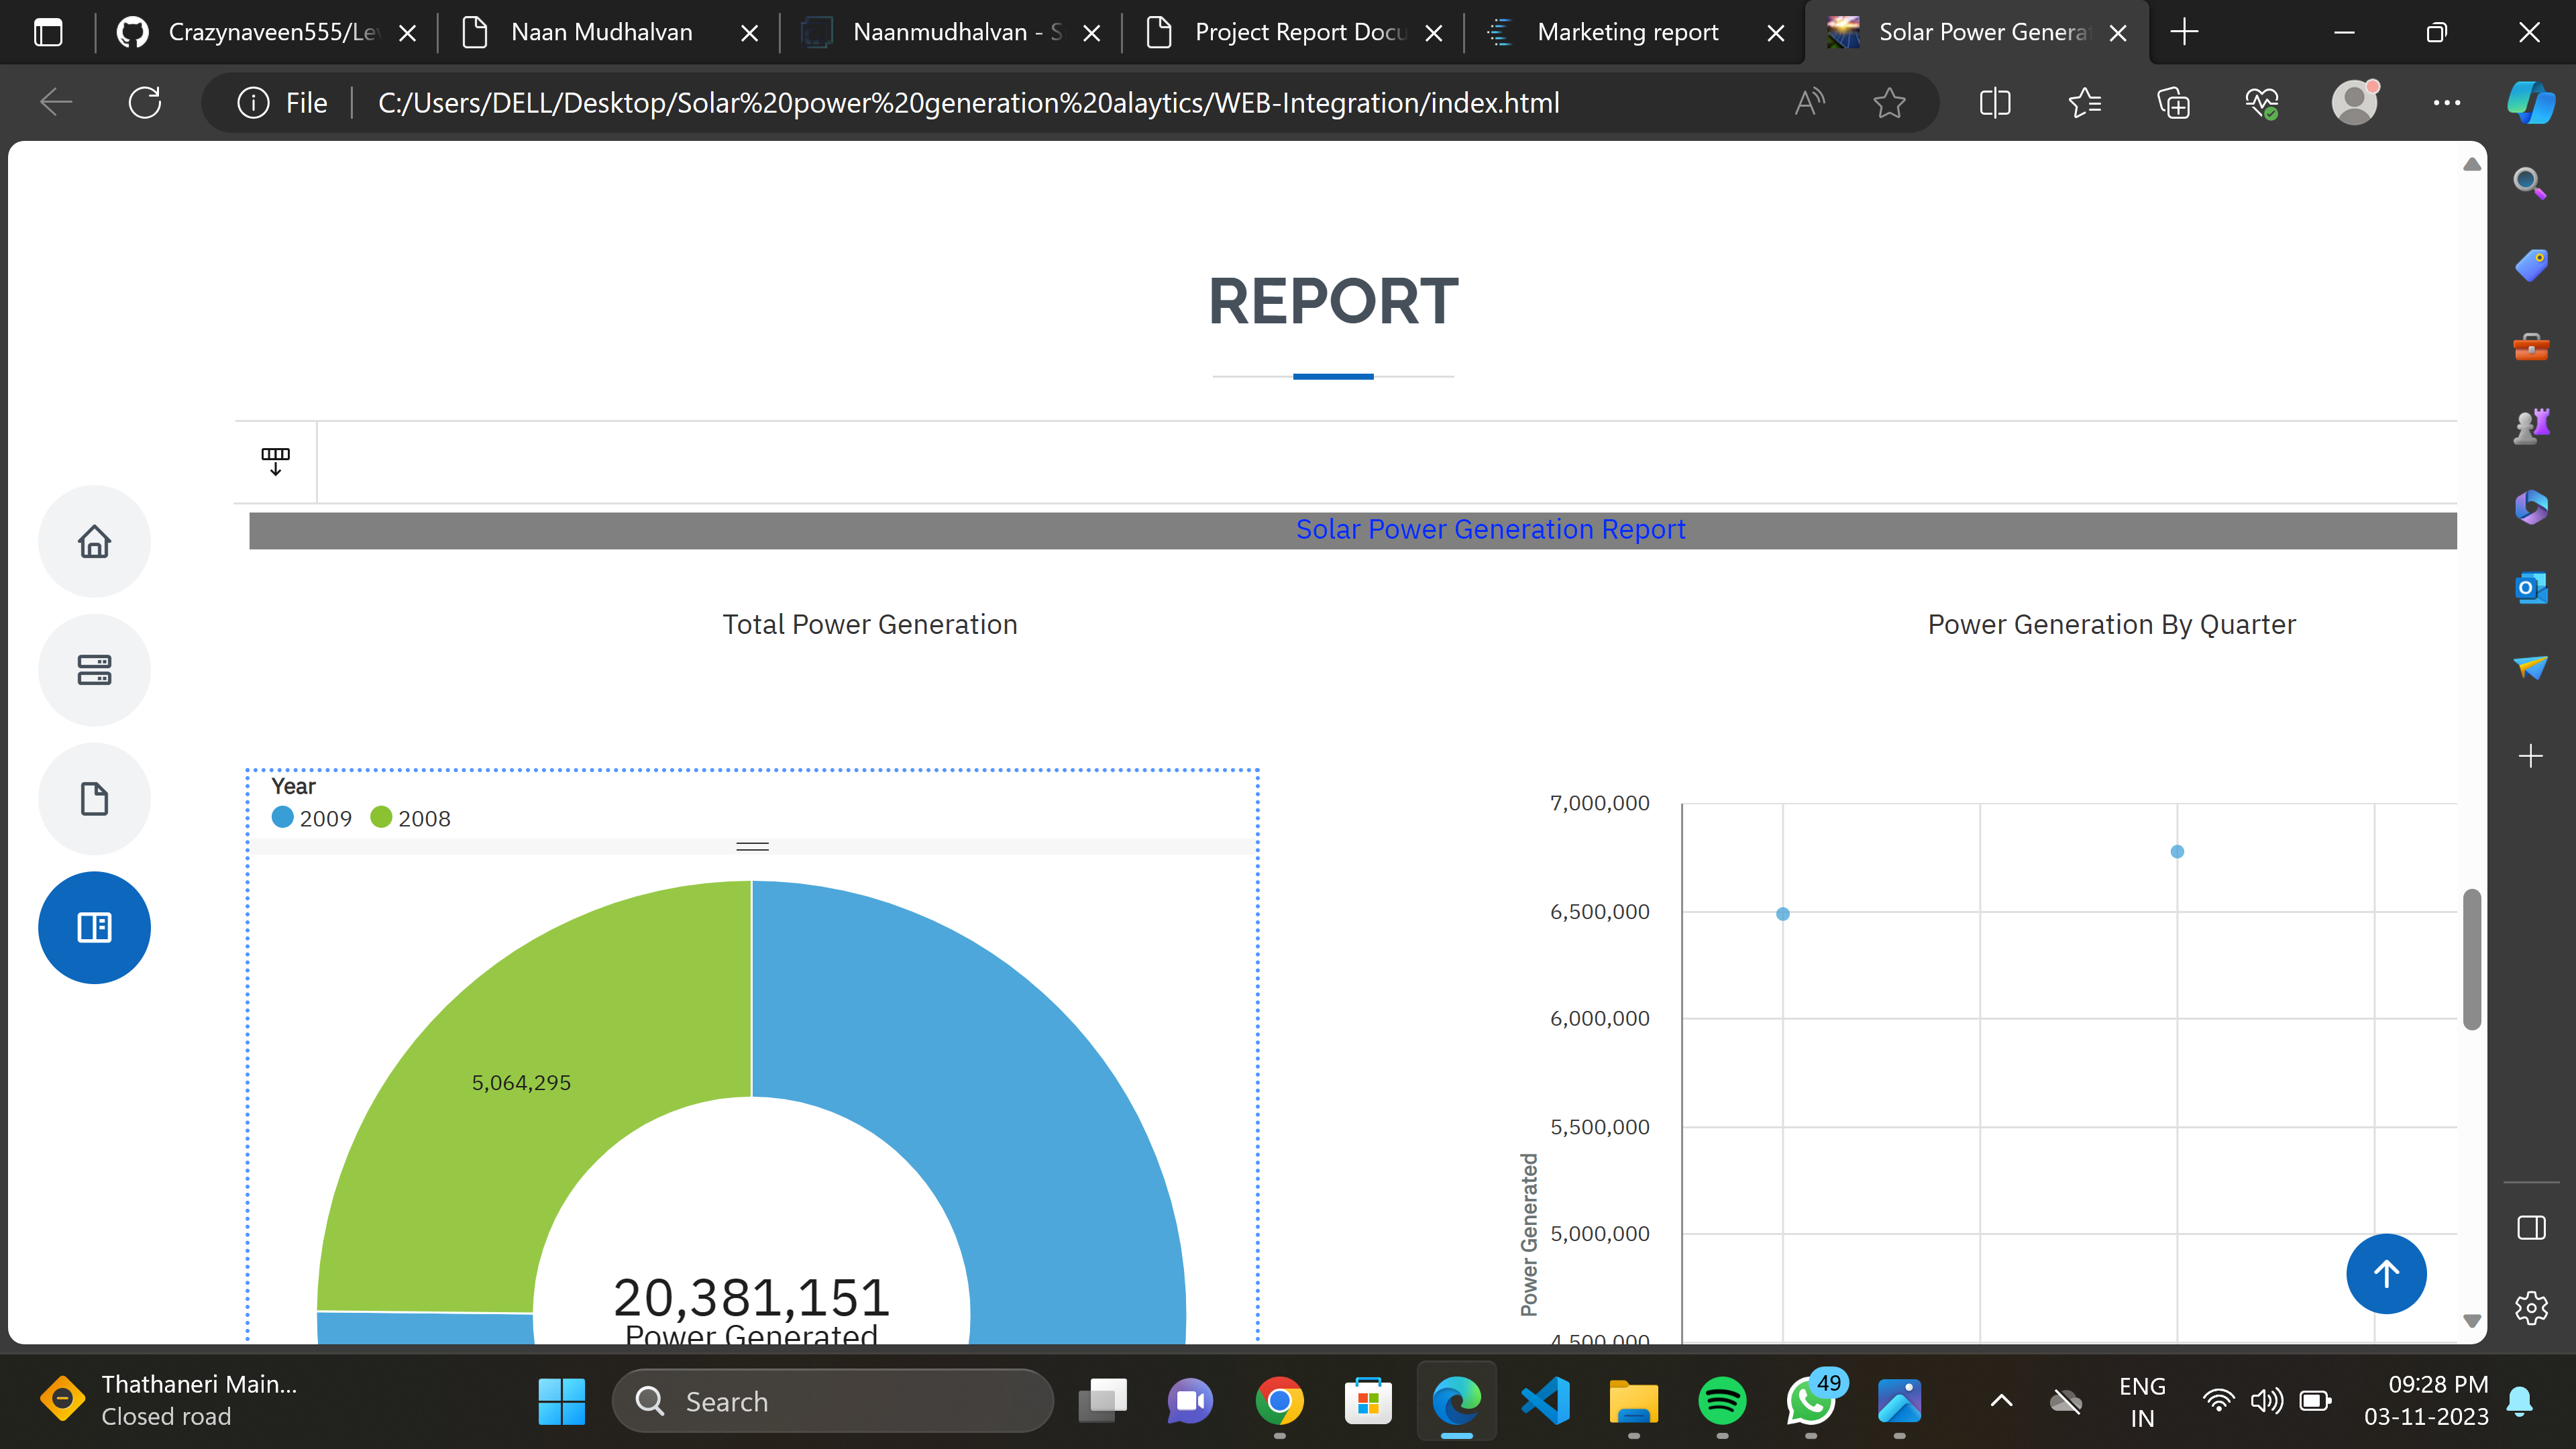 Crazynaveen555/Le
Naan Mudhalvan
Naanmudhalvan - S
Project Report Docu
Marketing report
Solar Power Genera
File
C:/Users/DELL/Desktop/Solar%20power%20generation%20alaytics/WEB-Integration/index.html
REPORT
Solar Power Generation Report
Total Power Generation
Power Generation By Quarter
Year
2009 2008
5,064,295
20,381,151
Power Generated
7,000,000
6,500,000
6,000,000
5,500,000
5,000,000
4,500,000
Power Generated
Thathaneri Main...
Closed road
Search
49
ENG
IN
09:28 PM
03-11-2023